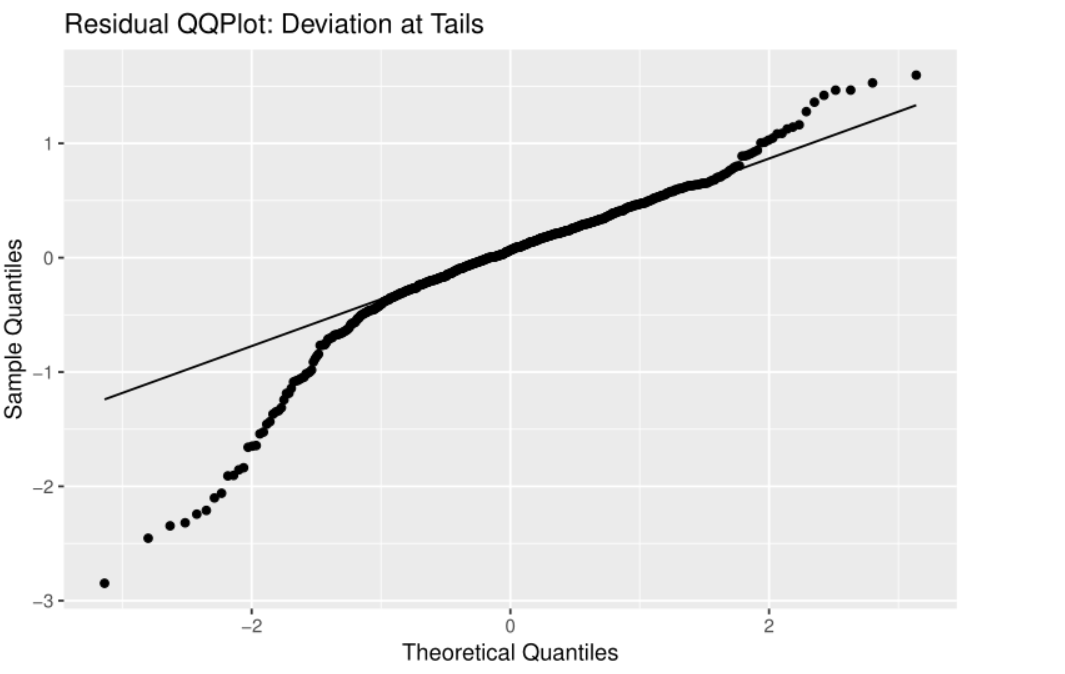 Residual QQPlot: Deviation at Tails
1
0
−1
−2
−3
Sample Quantiles
−2
0
2
Theoretical Quantiles